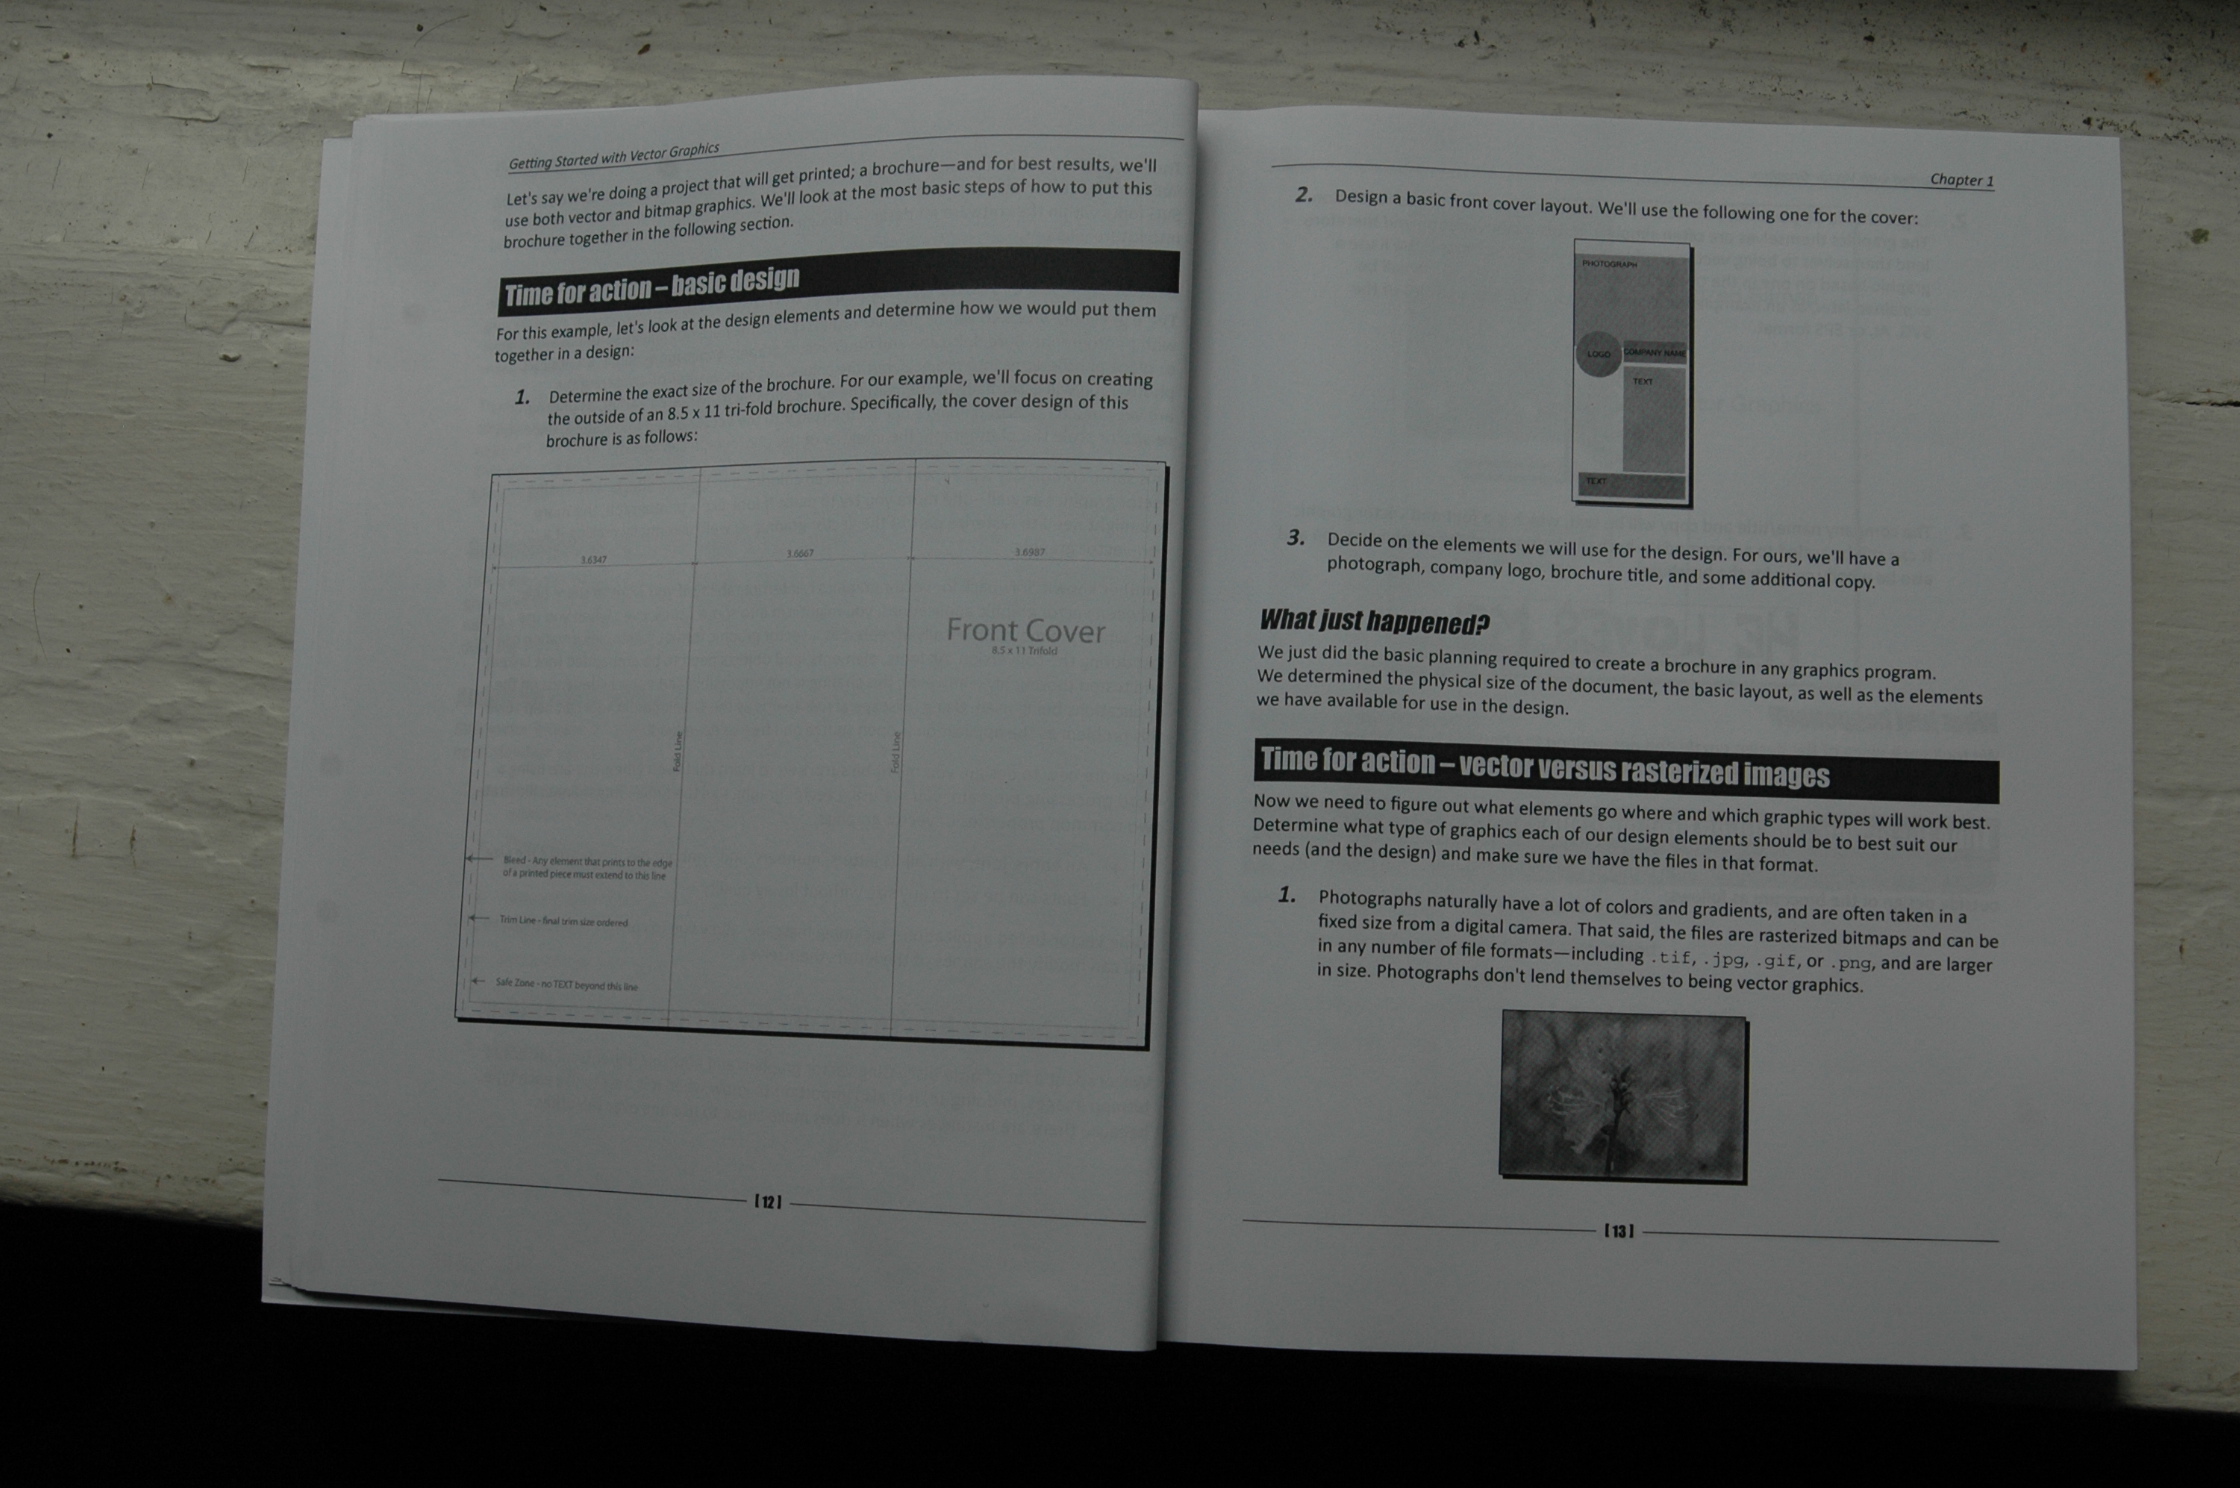 Getting Started with Vector Graphics
Let's say we're doing a project that will get printed; a brochure—and for best results, we'll
use both vector and bitmap graphics. We'll look at the most basic steps of how to put this
brochure together in the following section.
Time for action – basic design
For this example, let's look at the design elements and determine how we would put them
together in a design:
1. Determine the exact size of the brochure. For our example, we'll focus on creating
the outside of an 8.5 x 11 tri-fold brochure. Specifically, the cover design of this
brochure is as follows:
3.6347
3.6667
3.6987
Front Cover
8.5 x 11 Trifold
Fold Line
Fold Line
Bleed - Any element that prints to the edge
of a printed piece must extend to this line
Trim Line - final trim size ordered
Safe Zone - no TEXT beyond this line
[ 12 ]
Chapter 1
2. Design a basic front cover layout. We'll use the following one for the cover:
PHOTOGRAPH
LOGO
COMPANY NAME
TEXT
TEXT
3. Decide on the elements we will use for the design. For ours, we'll have a
photograph, company logo, brochure title, and some additional copy.
What just happened?
We just did the basic planning required to create a brochure in any graphics program.
We determined the physical size of the document, the basic layout, as well as the elements
we have available for use in the design.
Time for action – vector versus rasterized images
Now we need to figure out what elements go where and which graphic types will work best.
Determine what type of graphics each of our design elements should be to best suit our
needs (and the design) and make sure we have the files in that format.
1. Photographs naturally have a lot of colors and gradients, and are often taken in a
fixed size from a digital camera. That said, the files are rasterized bitmaps and can be
in any number of file formats—including .tif, .jpg, .gif, or .png, and are larger
in size. Photographs don't lend themselves to being vector graphics.
[ 13 ]